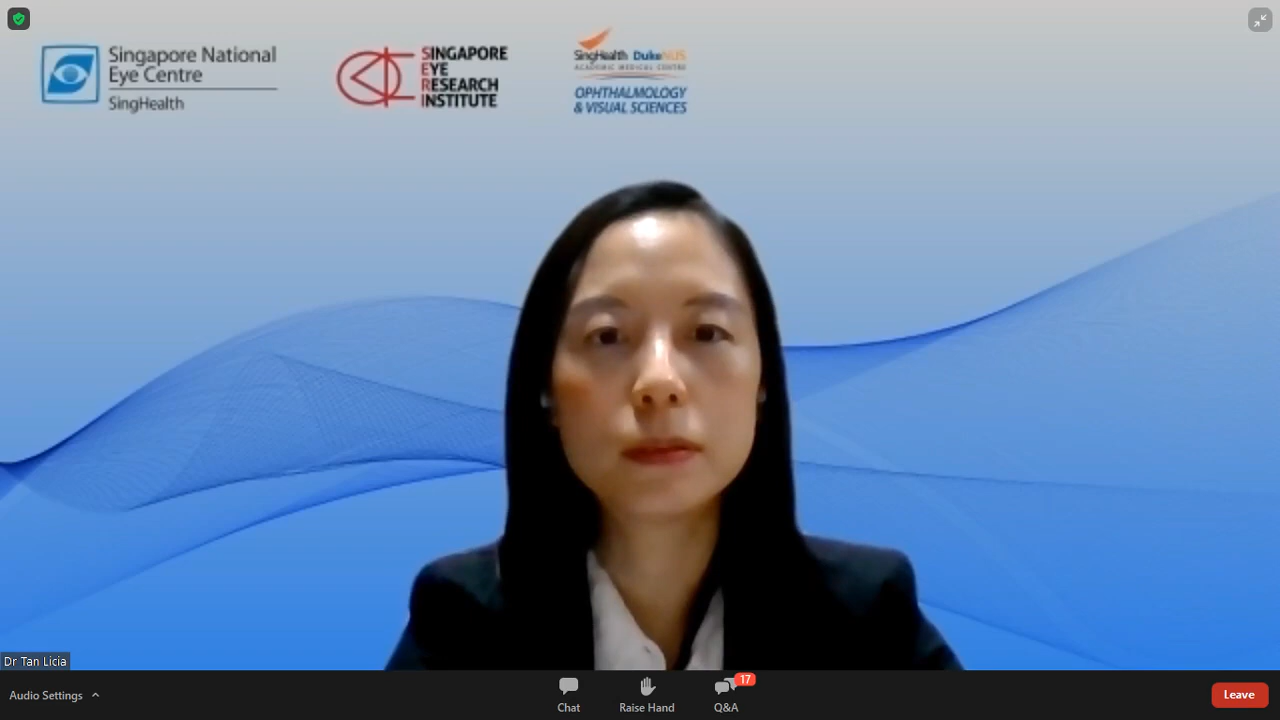 Singapore National
Eye Centre
SingHealth
SINGAPORE
EYE
RESEARCH
INSTITUTE
SingHealth DukeNUS
ACADEMIC MEDICAL CENTRE
OPHTHALMOLOGY
& VISUAL SCIENCES
Dr Tan Licia
Audio Settings
Chat
Raise Hand
17
Q&A
Leave